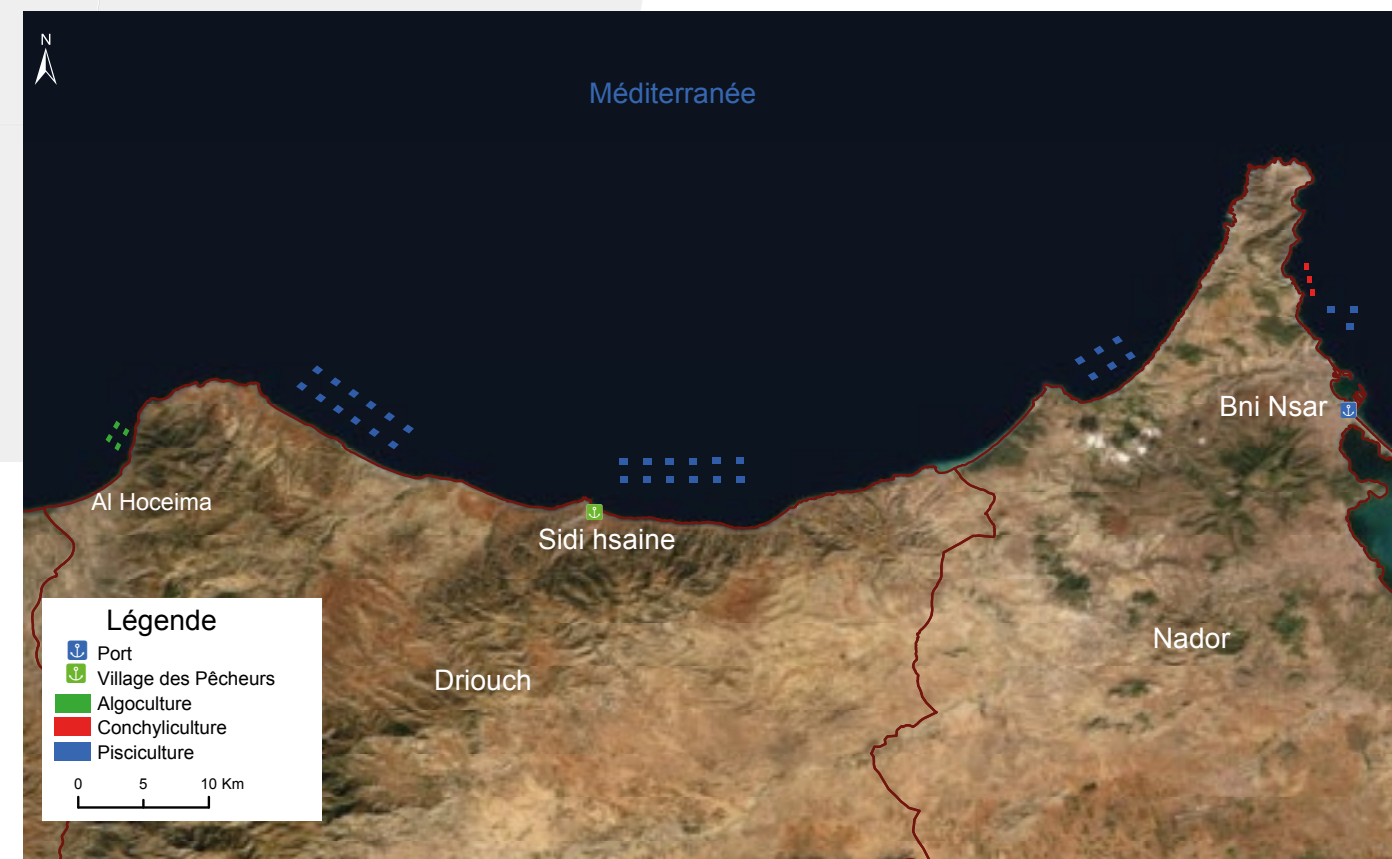 N
Méditerranée
Bni Nsar
Al Hoceima
Sidi hsaine
Nador
Driouch
Légende
Port
Village des Pêcheurs
Algoculture
Conchyliculture
Pisciculture
0 5 10 Km